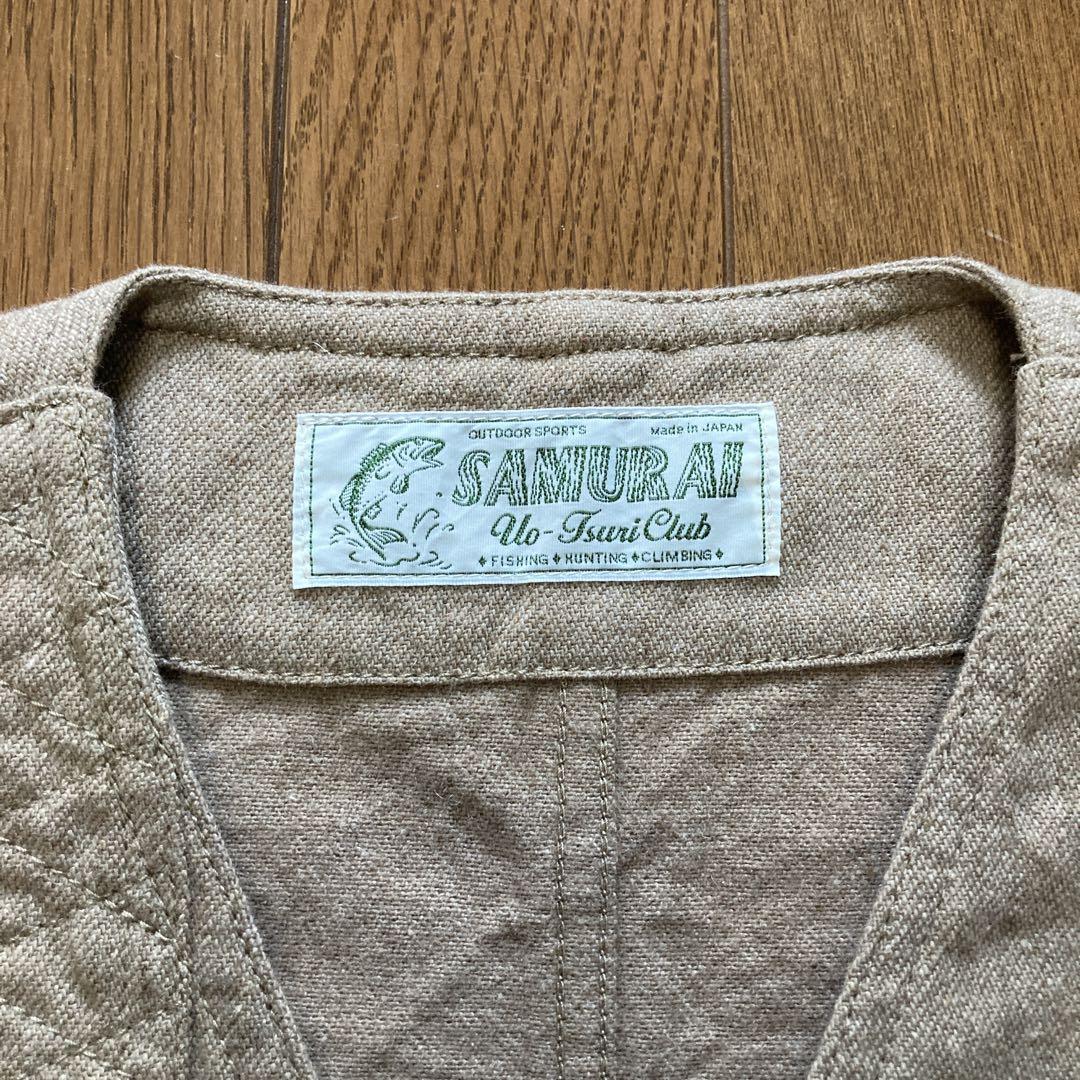 OUTDOOR SPORTS Made in JAPAN
SAMURAI
Uo-Tsuri Club
♦ FISHING ♦ HUNTING ♦ CLIMBING ♦